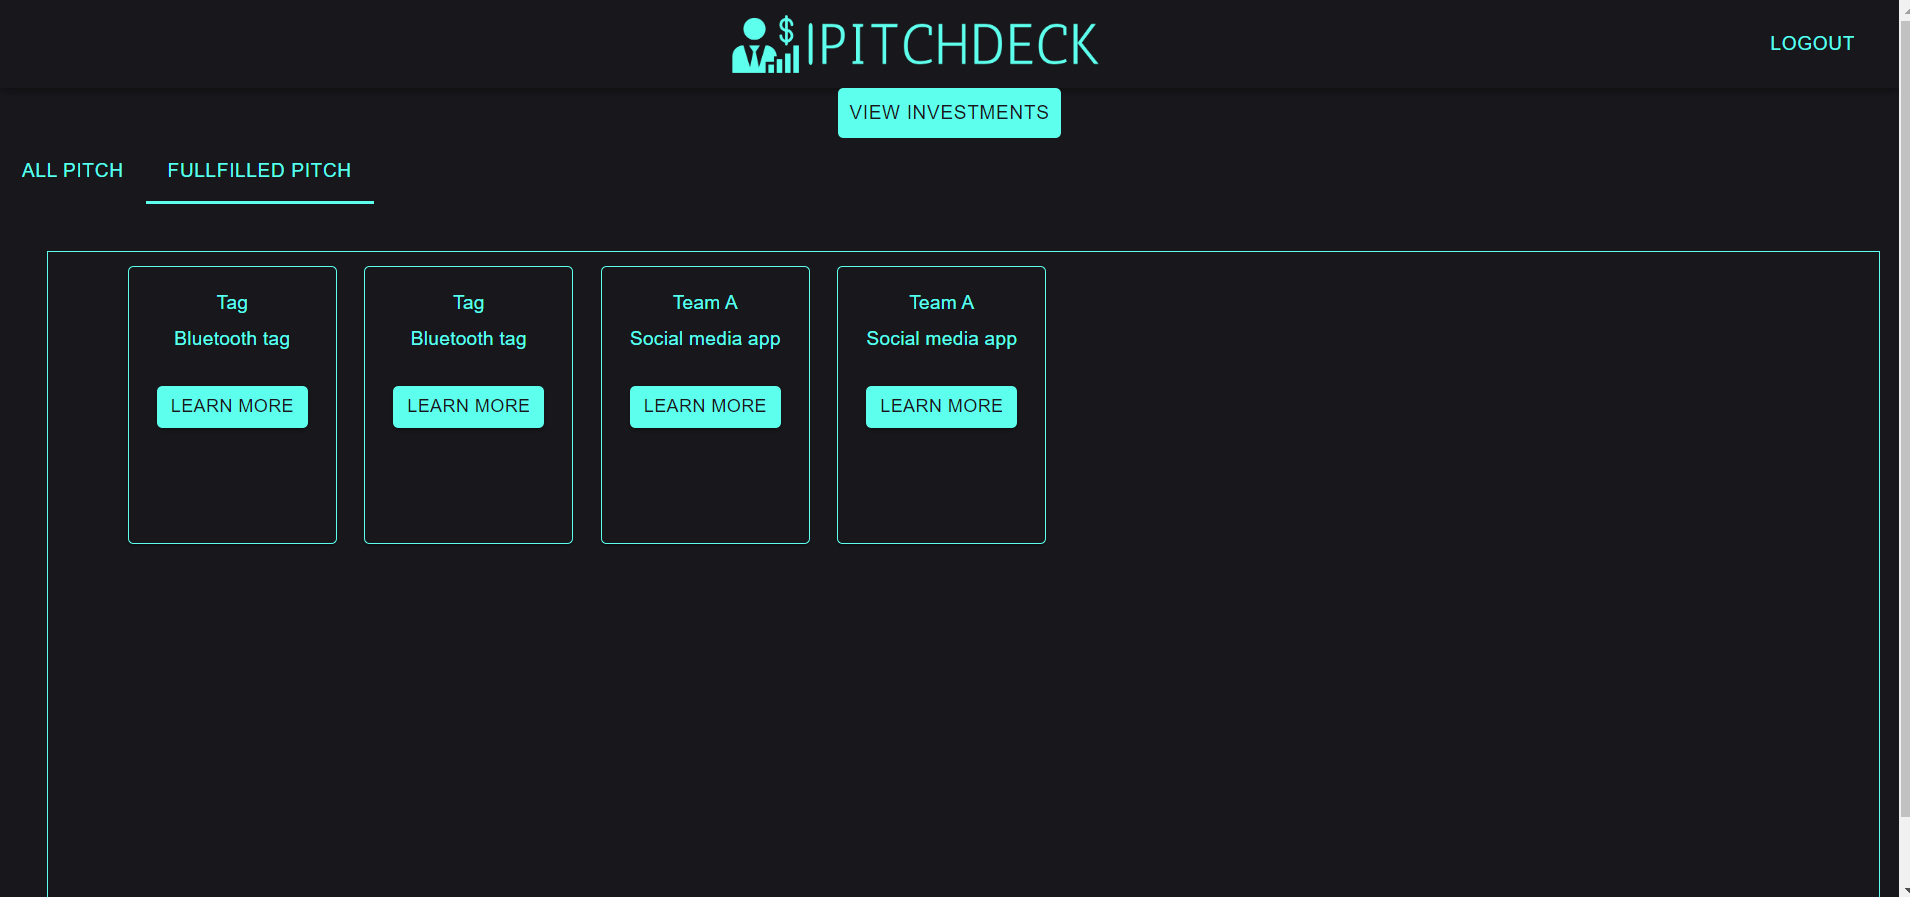 IPITCHDECK
LOGOUT
VIEW INVESTMENTS
ALL PITCH
FULLFILLED PITCH
Tag
Bluetooth tag
LEARN MORE
Tag
Bluetooth tag
LEARN MORE
Team A
Social media app
LEARN MORE
Team A
Social media app
LEARN MORE